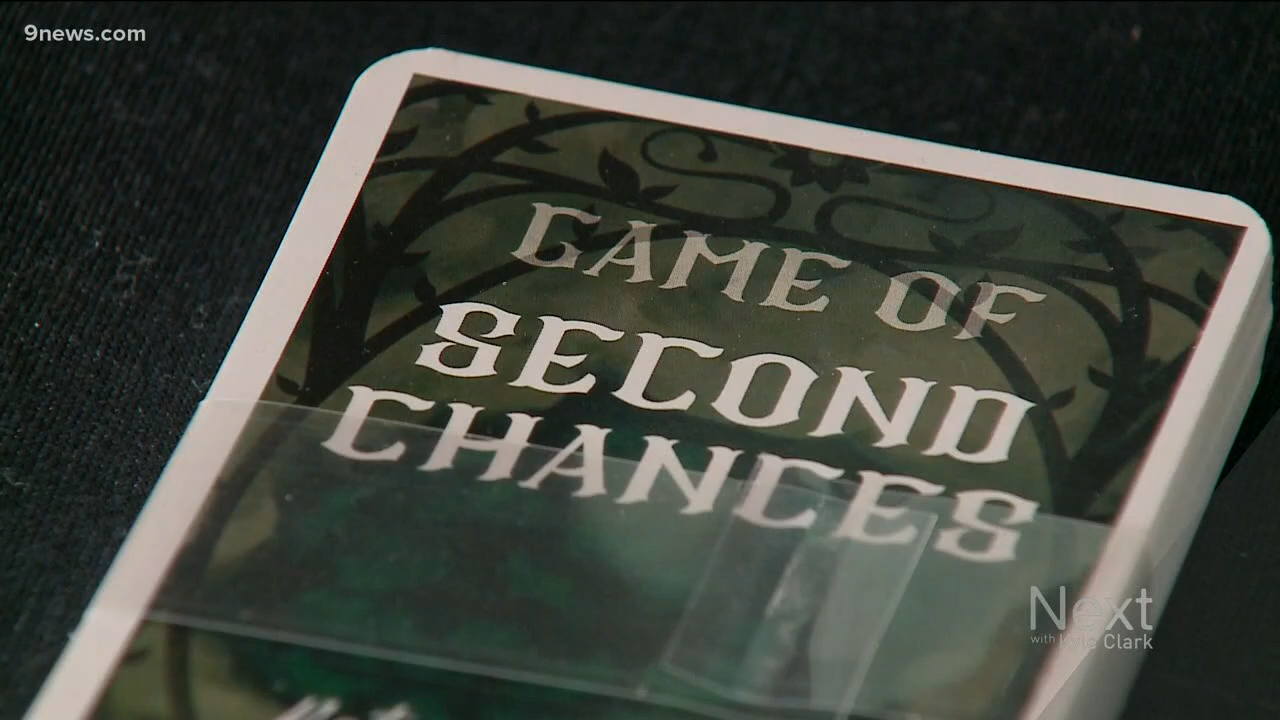 9news.com
GAME OF
SECOND
CHANCES
Next
with Kyle Clark